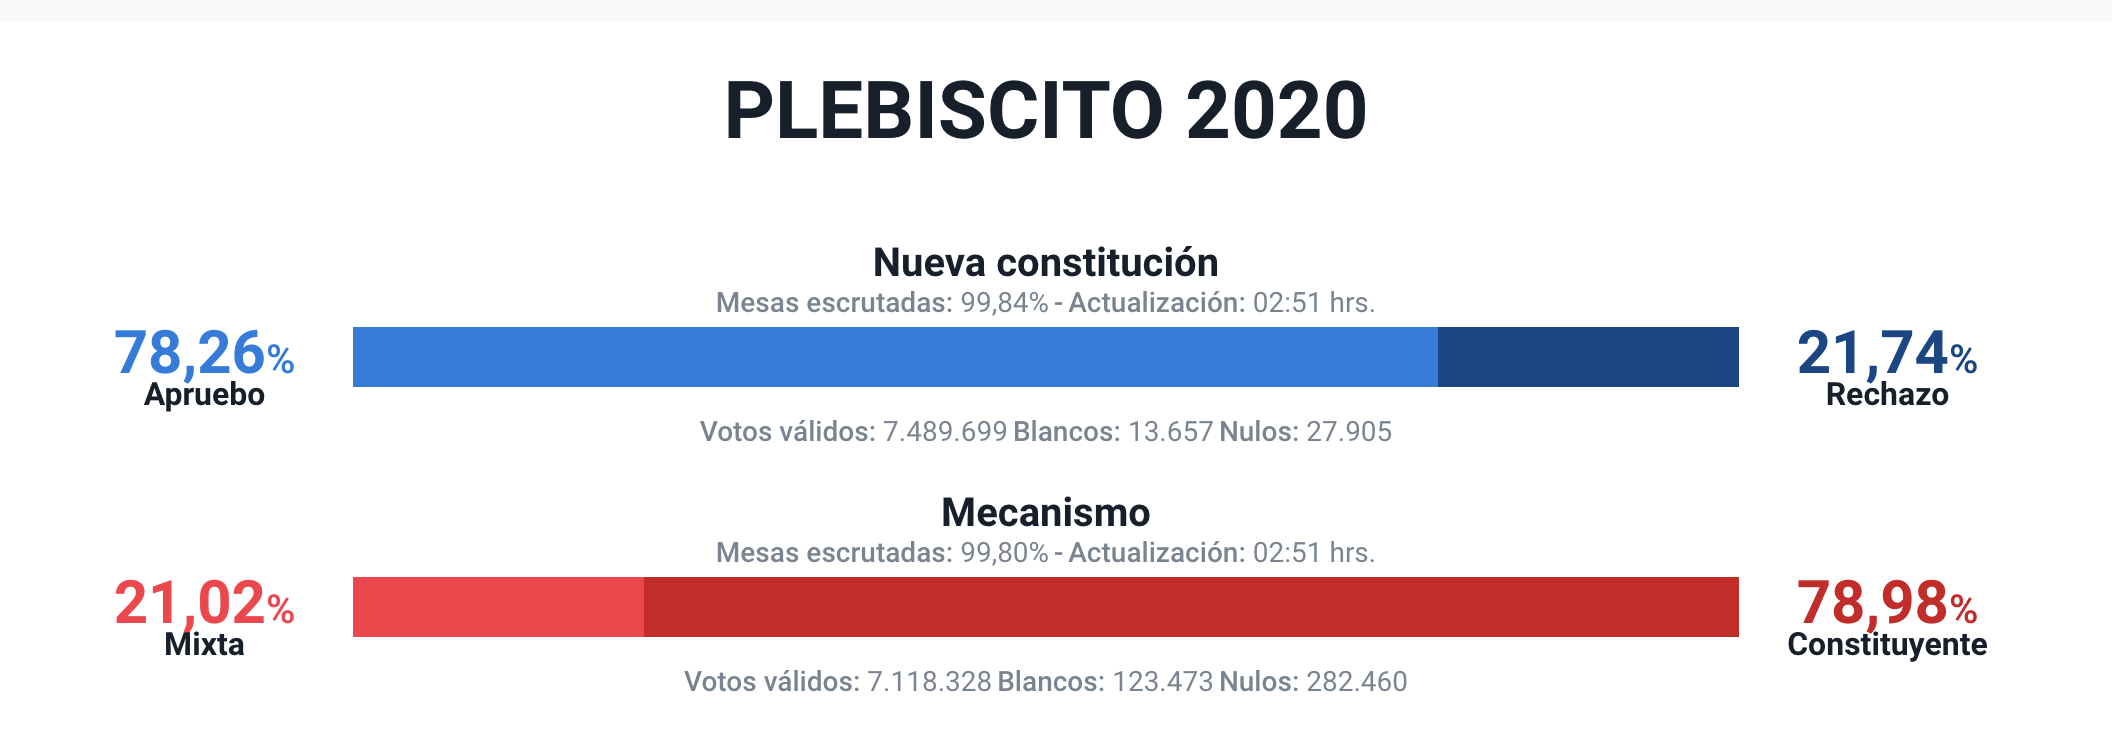 PLEBISCITO 2020
Nueva constitución
Mesas escrutadas: 99,84% - Actualización: 02:51 hrs.
78,26%
Apruebo
21,74%
Rechazo
Votos válidos: 7.489.699 Blancos: 13.657 Nulos: 27.905
Mecanismo
Mesas escrutadas: 99,80% - Actualización: 02:51 hrs.
21,02%
Mixta
78,98%
Constituyente
Votos válidos: 7.118.328 Blancos: 123.473 Nulos: 282.460